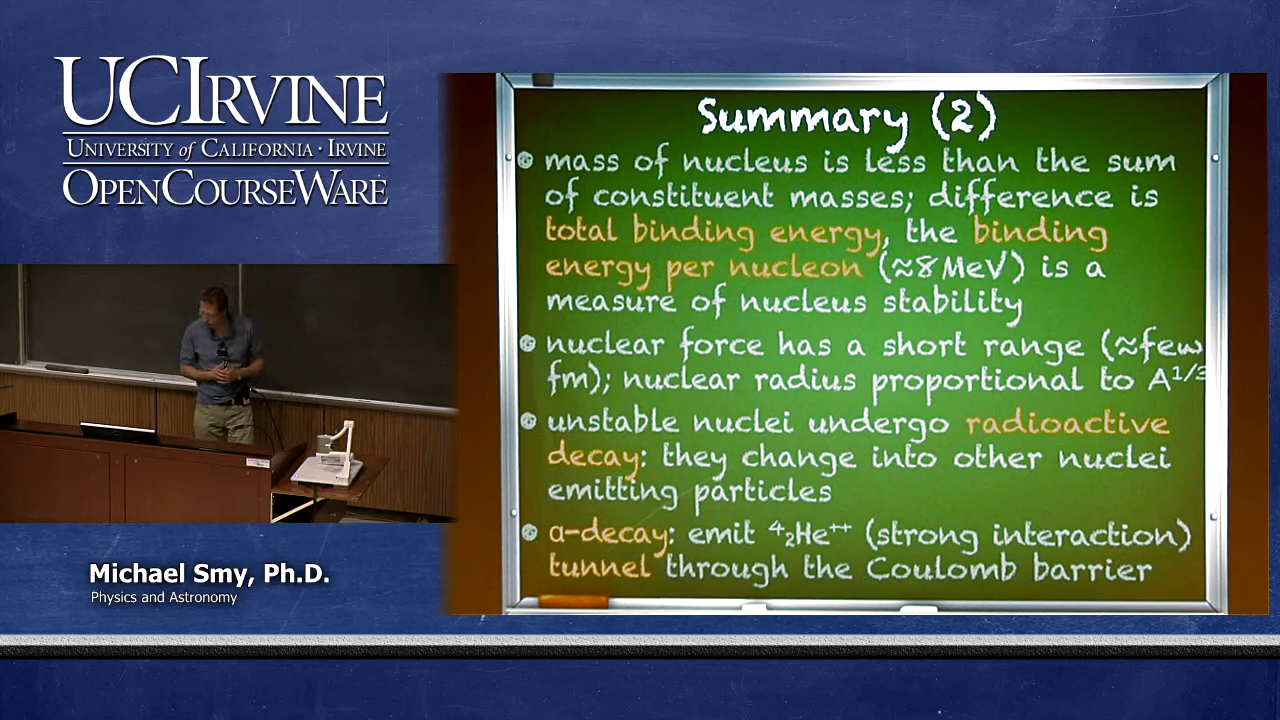 UCIRVINE
UNIVERSITY of CALIFORNIA · IRVINE
OPENCOURSEWARE
Summary (2)
mass of nucleus is less than the sum
of constituent masses; difference is
total binding energy, the binding
energy per nucleon (≈8MeV) is a
measure of nucleus stability
nuclear force has a short range (≈few
fm); nuclear radius proportional to A¹/³
unstable nuclei undergo radioactive
decay: they change into other nuclei
emitting particles
α-decay: emit ⁴₂He⁺⁺ (strong interaction)
tunnel through the Coulomb barrier
Michael Smy, Ph.D.
Physics and Astronomy